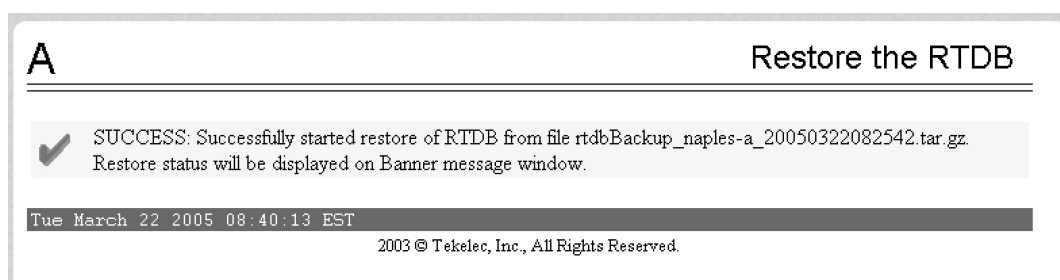 A
Restore the RTDB
SUCCESS: Successfully started restore of RTDB from file rtdbBackup_naples-a_20050322082542.tar.gz.
Restore status will be displayed on Banner message window.
Tue March 22 2005 08:40:13 EST
2003 © Tekelec, Inc., All Rights Reserved.